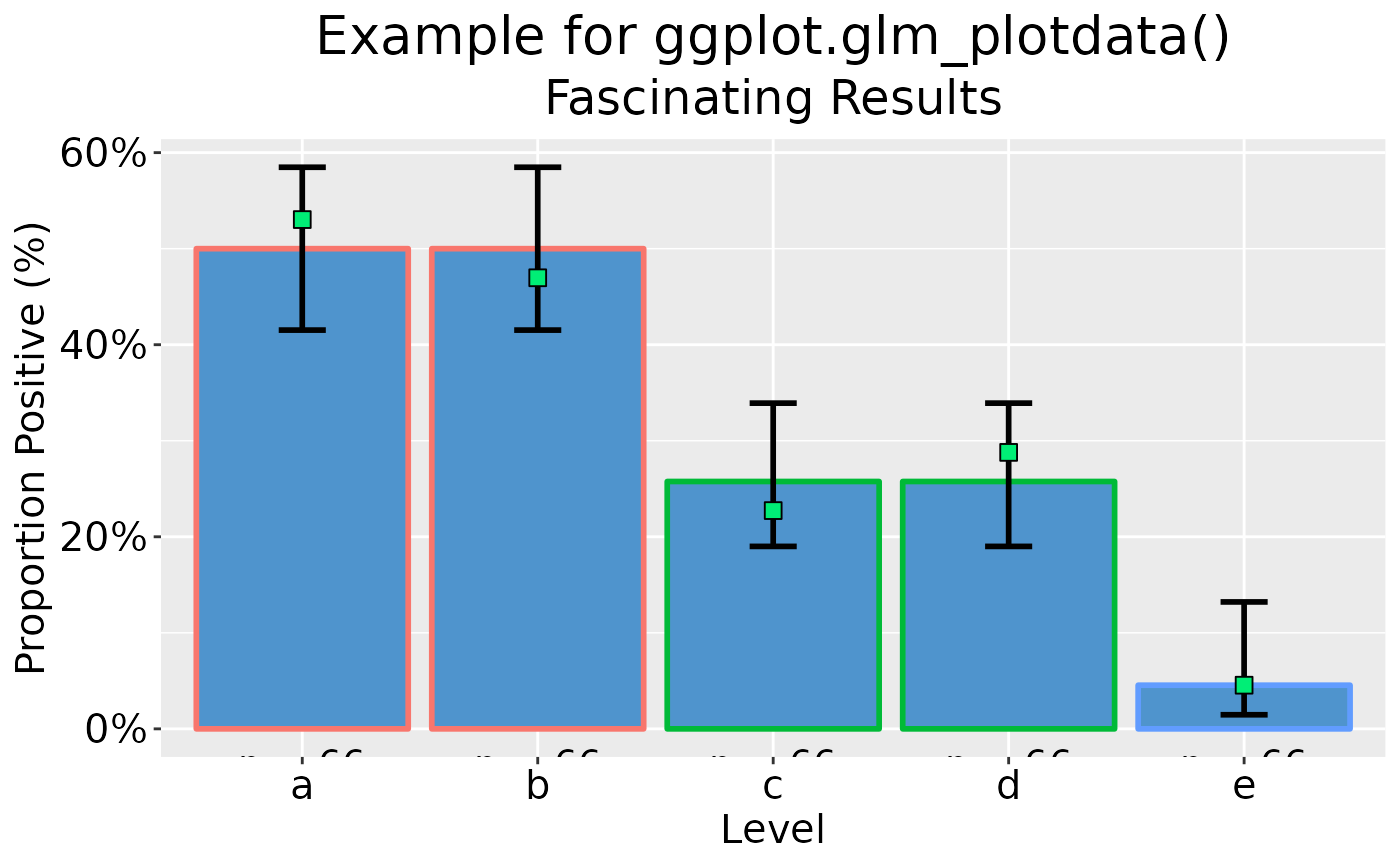 Example for ggplot.glm_plotdata()
Fascinating Results
Proportion Positive (%)
60%
40%
20%
0%
a b c d e
Level